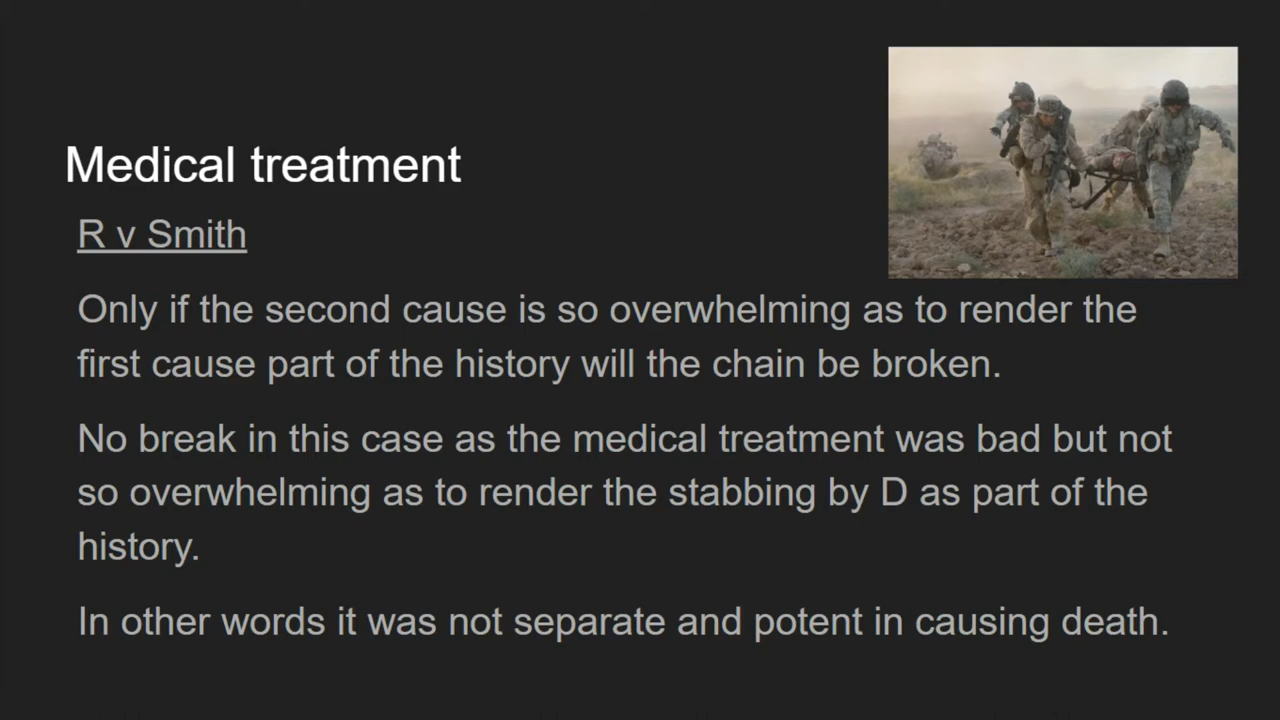 Medical treatment
R v Smith
Only if the second cause is so overwhelming as to render the
first cause part of the history will the chain be broken.
No break in this case as the medical treatment was bad but not
so overwhelming as to render the stabbing by D as part of the
history.
In other words it was not separate and potent in causing death.